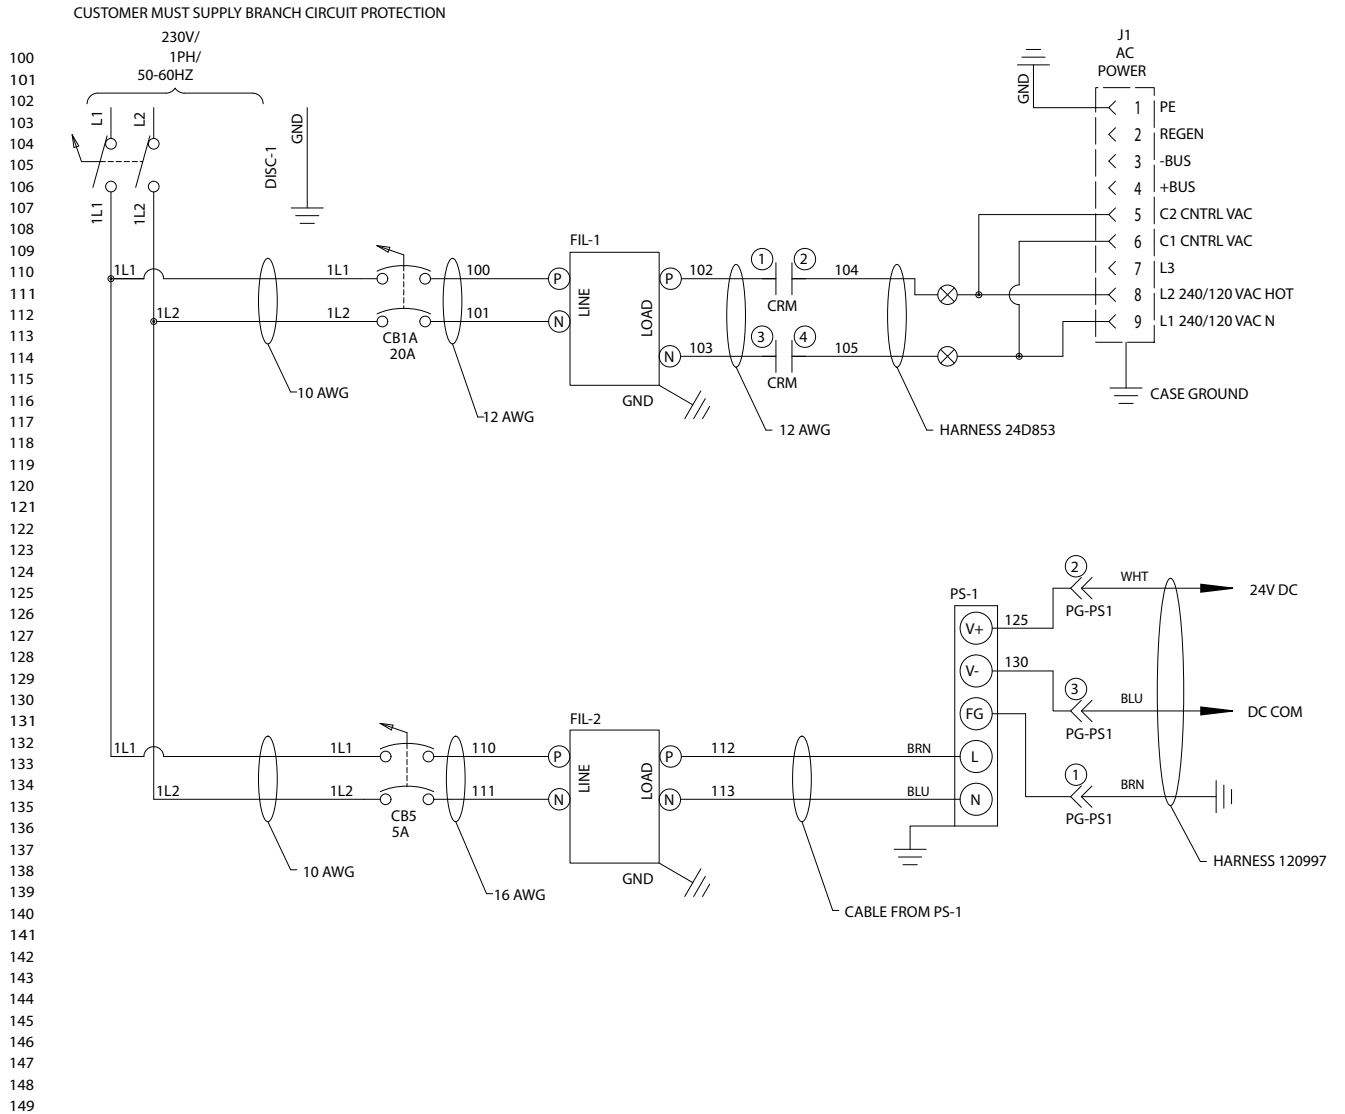 CUSTOMER MUST SUPPLY BRANCH CIRCUIT PROTECTION
230V/
1PH/
50-60HZ
100
101
102
103
104
105
106
107
108
109
110
111
112
113
114
115
116
117
118
119
120
121
122
123
124
125
126
127
128
129
130
131
132
133
134
135
136
137
138
139
140
141
142
143
144
145
146
147
148
149
L1
L2
GND
DISC-1
1L1
1L2
1L1
1L1
100
1L2
1L2
101
CB1A
20A
10 AWG
12 AWG
FIL-1
P
LINE
N
P
LOAD
N
GND
102
1
2
104
CRM
103
3
4
105
CRM
12 AWG
HARNESS 24D853
GND
J1
AC
POWER
1 PE
2 REGEN
3 -BUS
4 +BUS
5 C2 CNTRL VAC
6 C1 CNTRL VAC
7 L3
8 L2 240/120 VAC HOT
9 L1 240/120 VAC N
CASE GROUND
1L1
1L1
110
1L2
1L2
111
CB5
5A
10 AWG
16 AWG
FIL-2
P
LINE
N
P
LOAD
N
GND
112
BRN
113
BLU
CABLE FROM PS-1
PS-1
V+
V-
FG
L
N
125
130
2
WHT
24V DC
PG-PS1
3
BLU
DC COM
PG-PS1
1
BRN
PG-PS1
HARNESS 120997